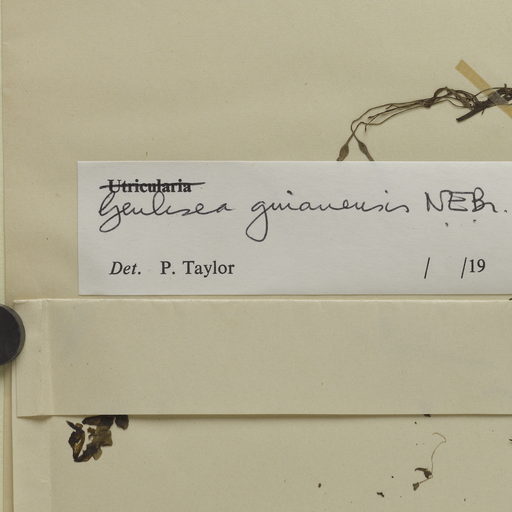 Utricularia
Genlisea guianensis N.E.Br.
Det. P. Taylor / /19